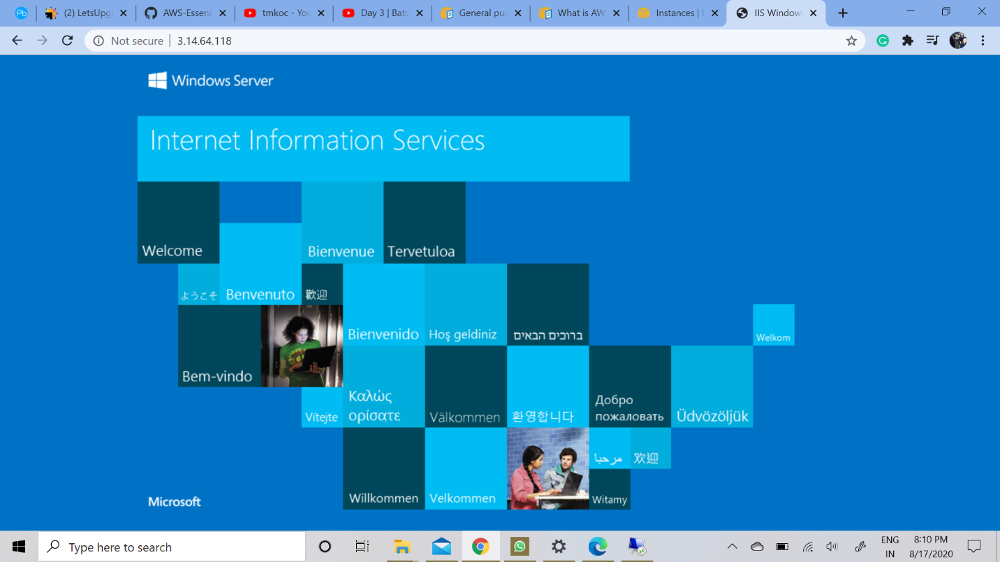 Pb
(2) LetsUpgr
AWS-Essent
tmkoc - You
Day 3 | Batc
General pur
What is AW
Instances |
IIS Window
Not secure
3.14.64.118
Windows Server
Internet Information Services
Welcome
Bienvenue
Tervetuloa
ようこそ
Benvenuto
歡迎
Bienvenido
Hoş geldiniz
ברוכים הבאים
Welkom
Bem-vindo
Vítejte
Καλώς
ορίσατε
Välkommen
환영합니다
Добро
пожаловать
Üdvözöljük
Willkommen
Velkommen
مرحبا
欢迎
Witamy
Microsoft
Type here to search
ENG
IN
8:10 PM
8/17/2020